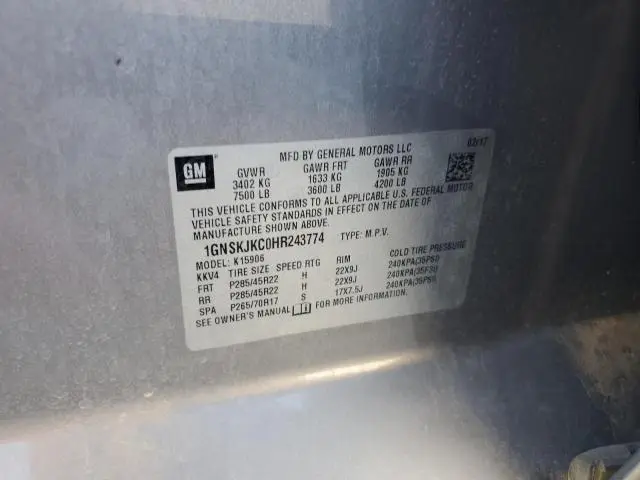 GM
MFD BY GENERAL MOTORS LLC 02/17
GVWR GAWR FRT GAWR RR
3402 KG 1633 KG 1905 KG
7500 LB 3600 LB 4200 LB
THIS VEHICLE CONFORMS TO ALL APPLICABLE U.S. FEDERAL MOTOR
VEHICLE SAFETY STANDARDS IN EFFECT ON THE DATE OF
MANUFACTURE SHOWN ABOVE.
1GNSKJKC0HR243774 TYPE: M.P.V.
MODEL: K15906
KKV4 TIRE SIZE SPEED RTG RIM COLD TIRE PRESSURE
FRT P285/45R22 H 22X9J 240KPA(35PSI)
RR P285/45R22 H 22X9J 240KPA(35PSI)
SPA P265/70R17 S 17X7.5J 240KPA(35PSI)
SEE OWNER'S MANUAL FOR MORE INFORMATION.